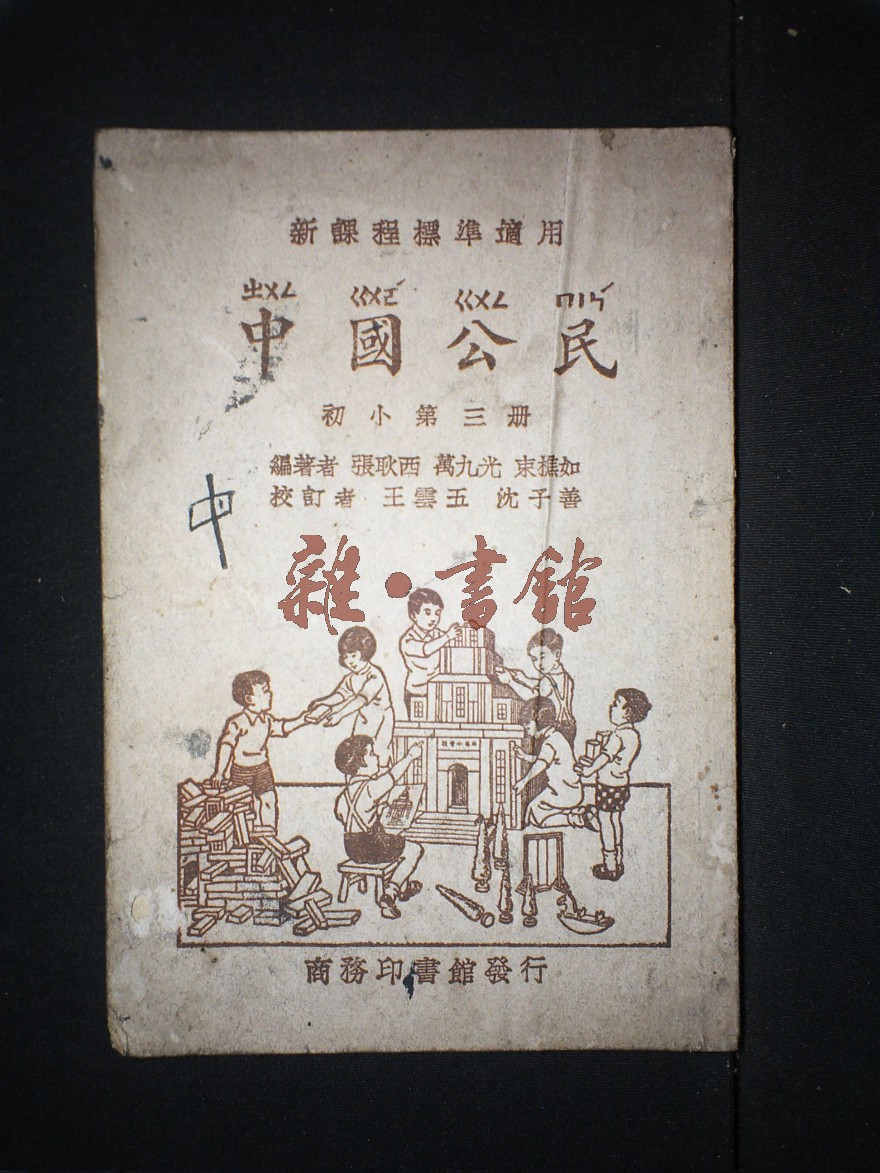 新課程標準適用
ㄓㄨㄥ ㄍㄨㄛˊ ㄍㄨㄥ ㄇㄧㄣˊ
中國公民
初小第三册
編著者 張耿西 萬九光 束樵如
校訂者 王雲五 沈子善
中
雜·書館
商務印書館發行